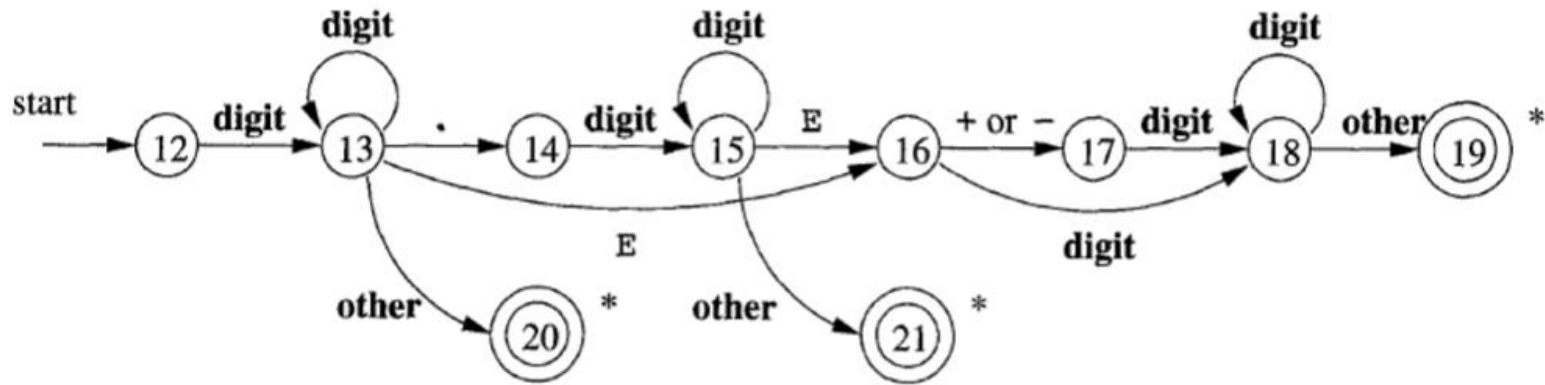 digit digit digit
start
digit . digit E + or − digit other *
12 13 14 15 16 17 18 19
E digit
other * other *
20 21